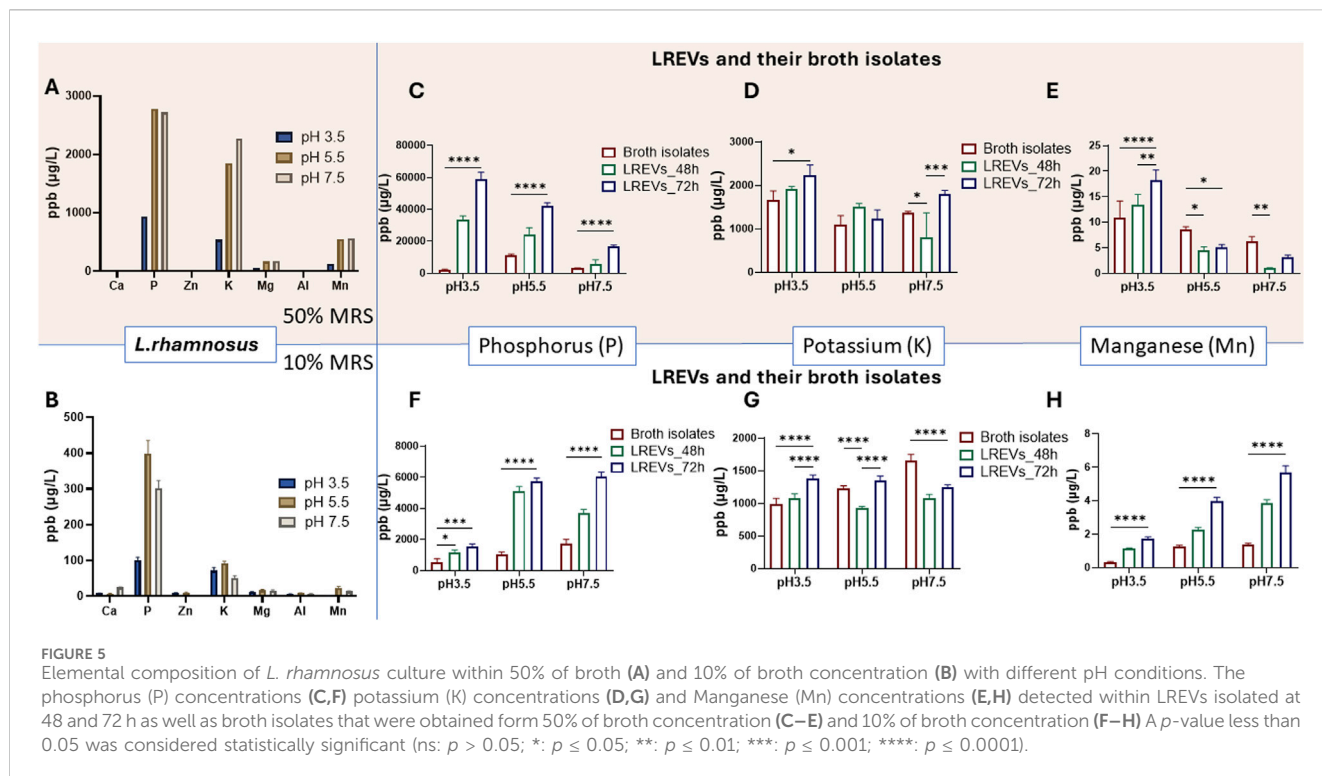 LREVs and their broth isolates
A
3000
2000
1000
0
ppb (µg/L)
pH 3.5
pH 5.5
pH 7.5
Ca P Zn K Mg Al Mn
C
80000
60000
40000
20000
0
ppb (µg/L)
****
****
****
Broth isolates
LREVs_48h
LREVs_72h
pH3.5 pH5.5 pH7.5
D
3000
2000
1000
0
ppb (µg/L)
*
*
***
Broth isolates
LREVs_48h
LREVs_72h
pH3.5 pH5.5 pH7.5
E
25
20
15
10
5
0
ppb (µg/L)
****
**
*
*
**
pH3.5 pH5.5 pH7.5
50% MRS
L.rhamnosus
Phosphorus (P)
Potassium (K)
Manganese (Mn)
10% MRS
LREVs and their broth isolates
B
500
400
300
200
100
0
ppb (µg/L)
pH 3.5
pH 5.5
pH 7.5
Ca P Zn K Mg Al Mn
F
8000
6000
4000
2000
0
ppb (µg/L)
***
*
****
****
Broth isolates
LREVs_48h
LREVs_72h
pH3.5 pH5.5 pH7.5
G
2000
1500
1000
500
0
ppb (µg/L)
****
****
****
****
****
Broth isolates
LREVs_48h
LREVs_72h
pH3.5 pH5.5 pH7.5
H
8
6
4
2
0
ppb (µg/L)
****
****
****
pH3.5 pH5.5 pH7.5
FIGURE 5
Elemental composition of L. rhamnosus culture within 50% of broth (A) and 10% of broth concentration (B) with different pH conditions. The
phosphorus (P) concentrations (C,F) potassium (K) concentrations (D,G) and Manganese (Mn) concentrations (E,H) detected within LREVs isolated at
48 and 72 h as well as broth isolates that were obtained form 50% of broth concentration (C–E) and 10% of broth concentration (F–H) A p-value less than
0.05 was considered statistically significant (ns: p > 0.05; *: p ≤ 0.05; **: p ≤ 0.01; ***: p ≤ 0.001; ****: p ≤ 0.0001).